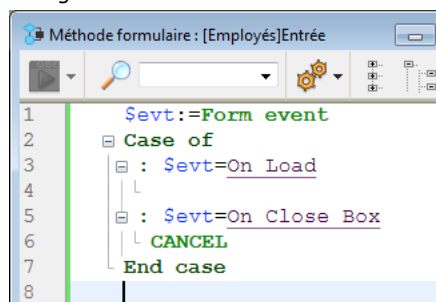 Méthode formulaire : [Employés]Entrée
1 $evt:=Form event
2 Case of
3 : $evt=On Load
4
5 : $evt=On Close Box
6 CANCEL
7 End case
8